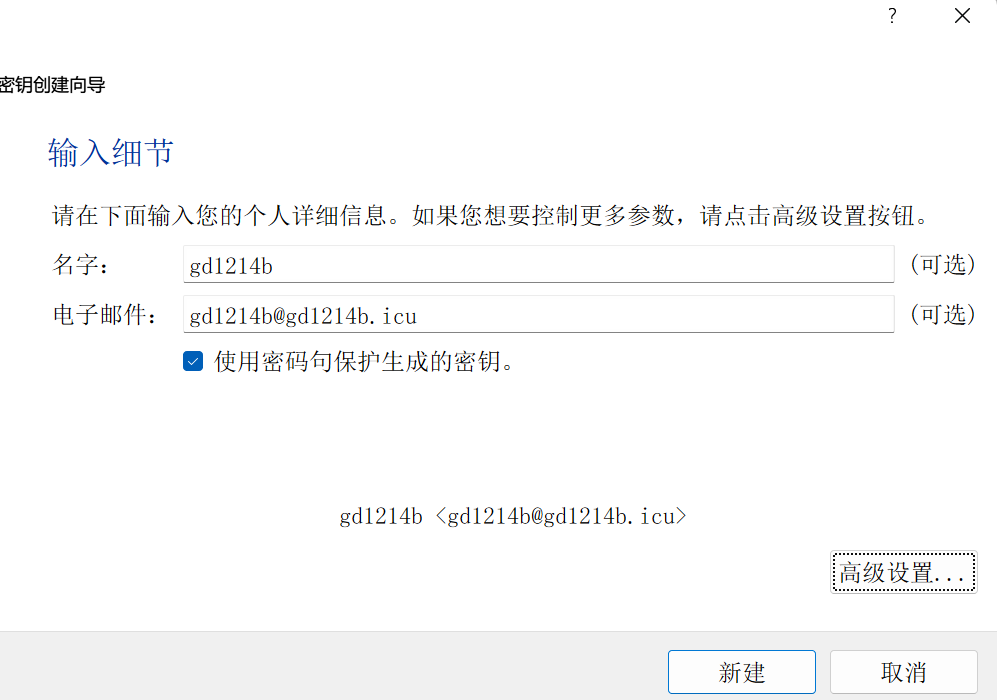 ?
密钥创建向导
输入细节
请在下面输入您的个人详细信息。如果您想要控制更多参数，请点击高级设置按钮。
名字： gd1214b (可选)
电子邮件： gd1214b@gd1214b.icu (可选)
使用密码句保护生成的密钥。
gd1214b <gd1214b@gd1214b.icu>
高级设置...
新建 取消